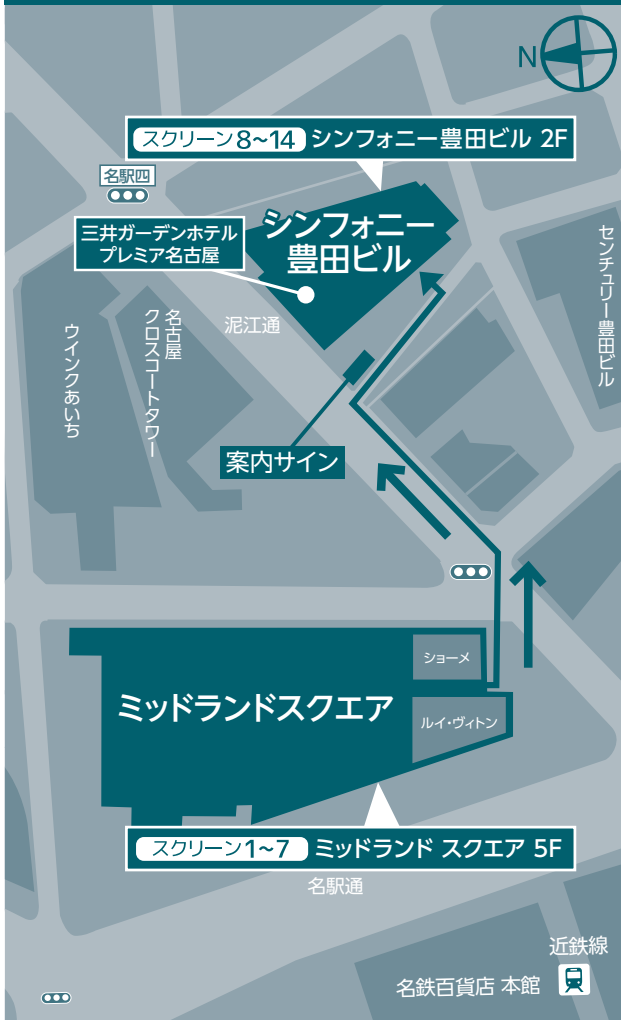 N
スクリーン8~14 シンフォニー豊田ビル 2F
名駅四
三井ガーデンホテル
プレミア名古屋
シンフォニー
豊田ビル
センチュリー豊田ビル
泥江通
名古屋
クロスコートタワー
ウインクあいち
案内サイン
ショーメ
ミッドランドスクエア
ルイ・ヴィトン
スクリーン1~7 ミッドランド スクエア 5F
名駅通
近鉄線
名鉄百貨店 本館